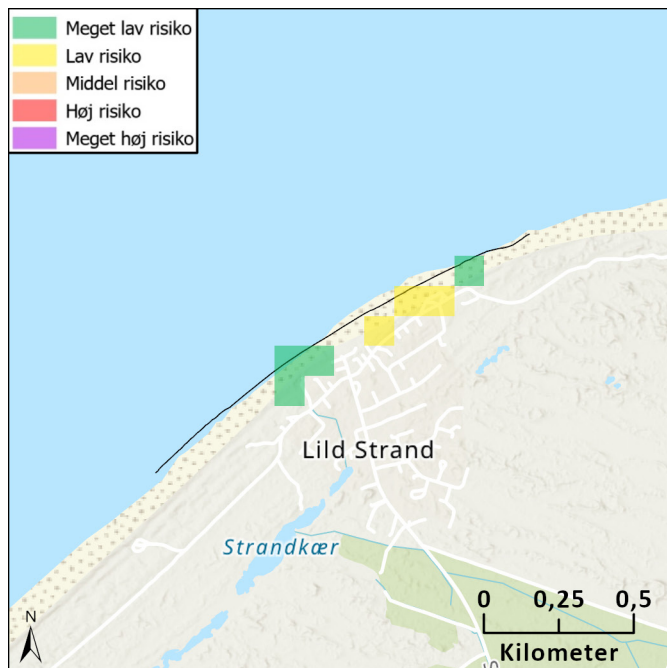 Meget lav risiko
Lav risiko
Middel risiko
Høj risiko
Meget høj risiko
Lild Strand
Strandkær
N
0 0,25 0,5
Kilometer